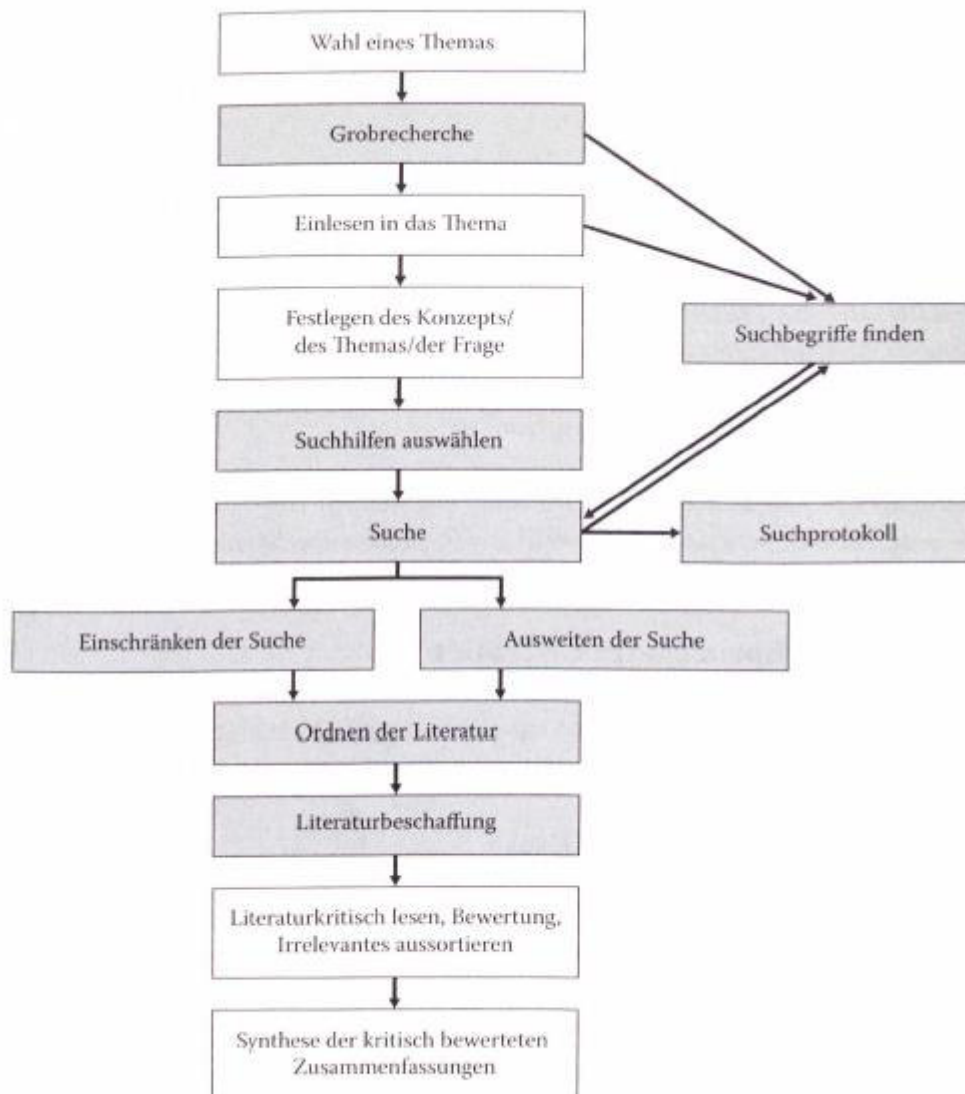 Wahl eines Themas
Grobrecherche
Einlesen in das Thema
Festlegen des Konzepts/
des Themas/der Frage
Suchbegriffe finden
Suchhilfen auswählen
Suche
Suchprotokoll
Einschränken der Suche
Ausweiten der Suche
Ordnen der Literatur
Literaturbeschaffung
Literaturkritisch lesen, Bewertung,
Irrelevantes aussortieren
Synthese der kritisch bewerteten
Zusammenfassungen